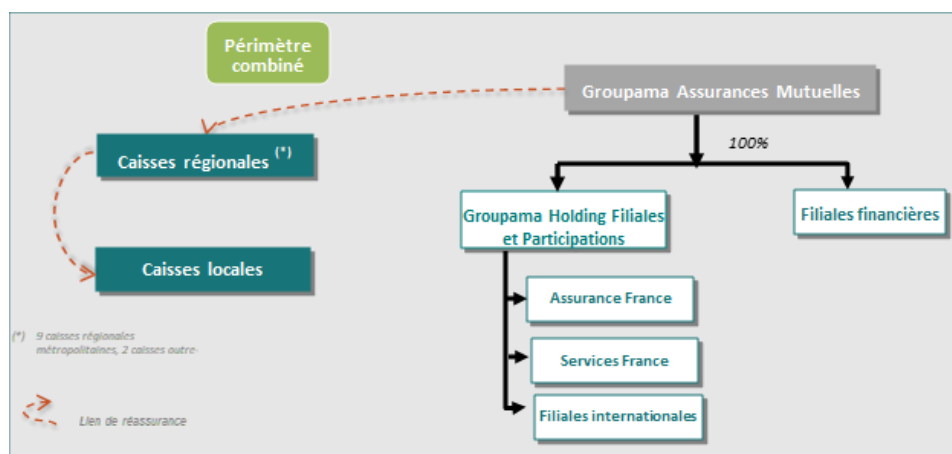 Périmètre
combiné
Groupama Assurances Mutuelles
100%
Caisses régionales (*)
Groupama Holding Filiales
et Participations
Filiales financières
Caisses locales
Assurance France
(*) 9 caisses régionales
métropolitaines, 2 caisses outre-
Services France
Filiales internationales
Lien de réassurance